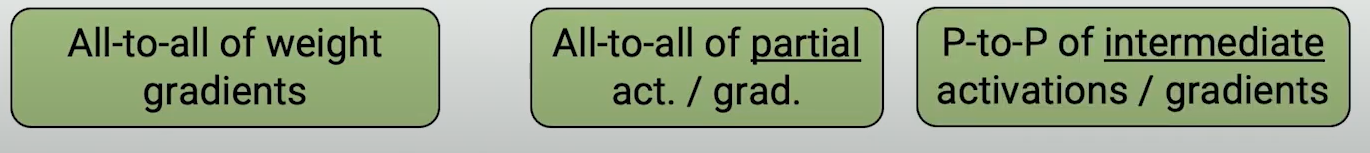 All-to-all of weight
gradients
All-to-all of partial
act. / grad.
P-to-P of intermediate
activations / gradients